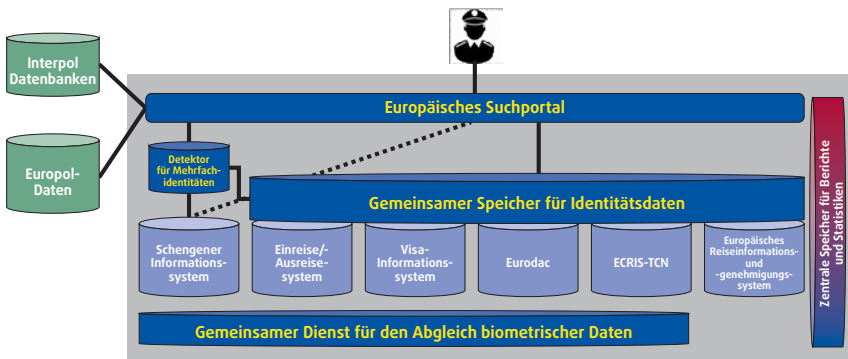 Interpol
Datenbanken
Europäisches Suchportal
Europol-
Daten
Detektor
für Mehrfach-
identitäten
Gemeinsamer Speicher für Identitätsdaten
Schengener
Informations-
system
Einreise/-
Ausreise-
system
Visa-
Informations-
system
Eurodac
ECRIS-TCN
Europäisches
Reiseinformations-
und
-genehmigungs-
system
Gemeinsamer Dienst für den Abgleich biometrischer Daten
Zentrale Speicher für Berichte
und Statistiken